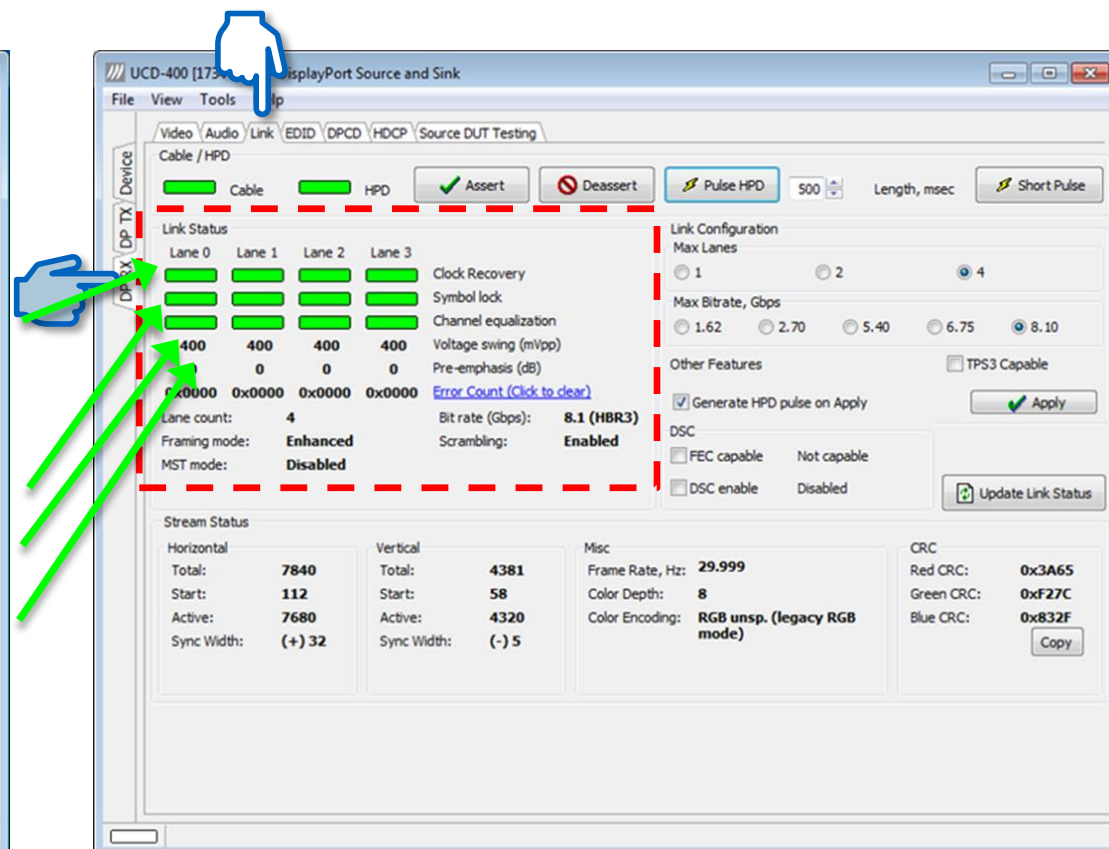 UCD-400 [173 DisplayPort Source and Sink
File View Tools
Video Audio Link EDID DPCD HDCP Source DUT Testing
Device
DP TX
DP RX
Cable / HPD
Cable HPD Assert Deassert Pulse HPD 500 Length, msec Short Pulse
Link Status
Lane 0 Lane 1 Lane 2 Lane 3
Clock Recovery
Symbol lock
Channel equalization
400 400 400 400 Voltage swing (mVpp)
0 0 0 0 Pre-emphasis (dB)
0x0000 0x0000 0x0000 0x0000 Error Count (Click to clear)
Lane count: 4 Bit rate (Gbps): 8.1 (HBR3)
Framing mode: Enhanced Scrambling: Enabled
MST mode: Disabled
Link Configuration
Max Lanes
1 2 4
Max Bitrate, Gbps
1.62 2.70 5.40 6.75 8.10
Other Features TPS3 Capable
Generate HPD pulse on Apply Apply
DSC
FEC capable Not capable
DSC enable Disabled
Update Link Status
Stream Status
Horizontal
Total: 7840
Start: 112
Active: 7680
Sync Width: (+) 32
Vertical
Total: 4381
Start: 58
Active: 4320
Sync Width: (-) 5
Misc
Frame Rate, Hz: 29.999
Color Depth: 8
Color Encoding: RGB unsp. (legacy RGB
mode)
CRC
Red CRC: 0x3A65
Green CRC: 0xF27C
Blue CRC: 0x832F
Copy